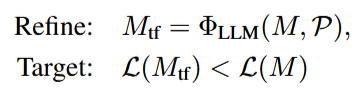 Refine: M_tf = Φ_LLM(M, 𝒫),
Target: ℒ(M_tf) < ℒ(M)